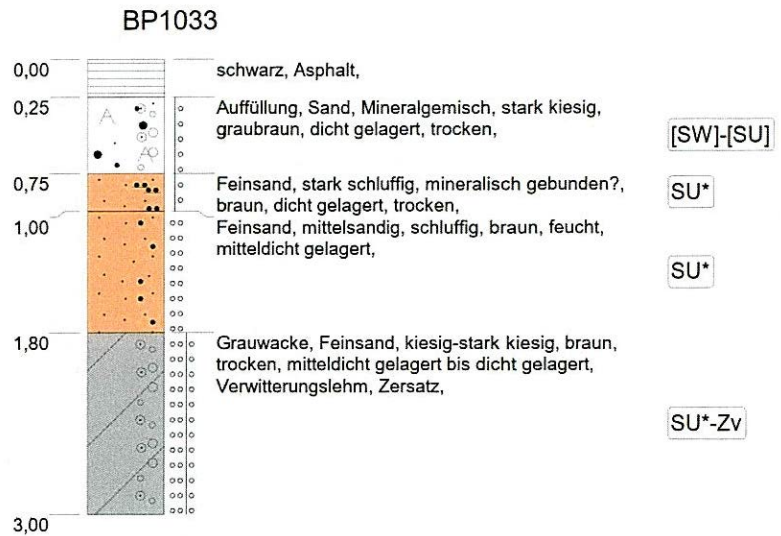 BP1033
0,00
schwarz, Asphalt,
0,25
Auffüllung, Sand, Mineralgemisch, stark kiesig,
graubraun, dicht gelagert, trocken,
[SW]-[SU]
A
A
0,75
Feinsand, stark schluffig, mineralisch gebunden?,
braun, dicht gelagert, trocken,
SU*
1,00
Feinsand, mittelsandig, schluffig, braun, feucht,
mitteldicht gelagert,
SU*
1,80
Grauwacke, Feinsand, kiesig-stark kiesig, braun,
trocken, mitteldicht gelagert bis dicht gelagert,
Verwitterungslehm, Zersatz,
SU*-Zv
3,00